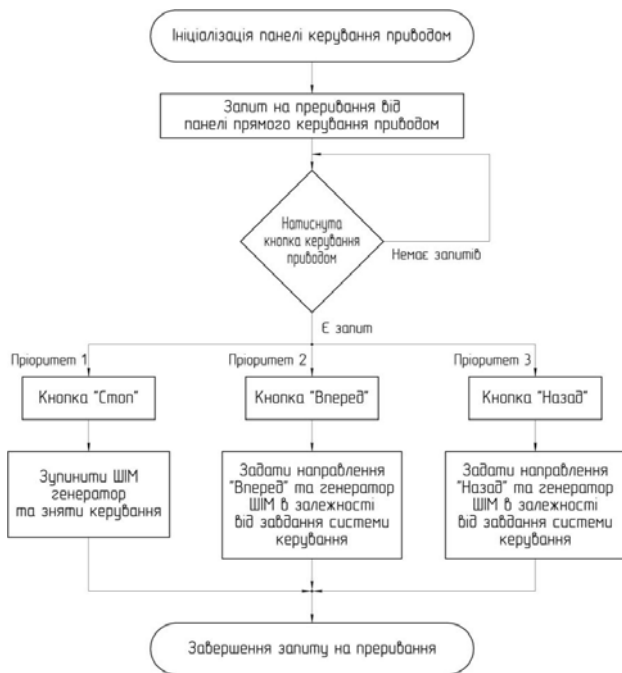 Ініціалізація панелі керування приводом
Запит на преривання від
панелі прямого керування приводом
Натиснута
кнопка керування
приводом
Немає запитів
Є запит
Пріоритет 1
Пріоритет 2
Пріоритет 3
Кнопка "Стоп"
Кнопка "Вперед"
Кнопка "Назад"
Зупинити ШІМ
генератор
та зняти керування
Задати направлення
"Вперед" та генератор
ШІМ в залежності
від завдання системи
керування
Задати направлення
"Назад" та генератор
ШІМ в залежності
від завдання системи
керування
Завершення запиту на преривання